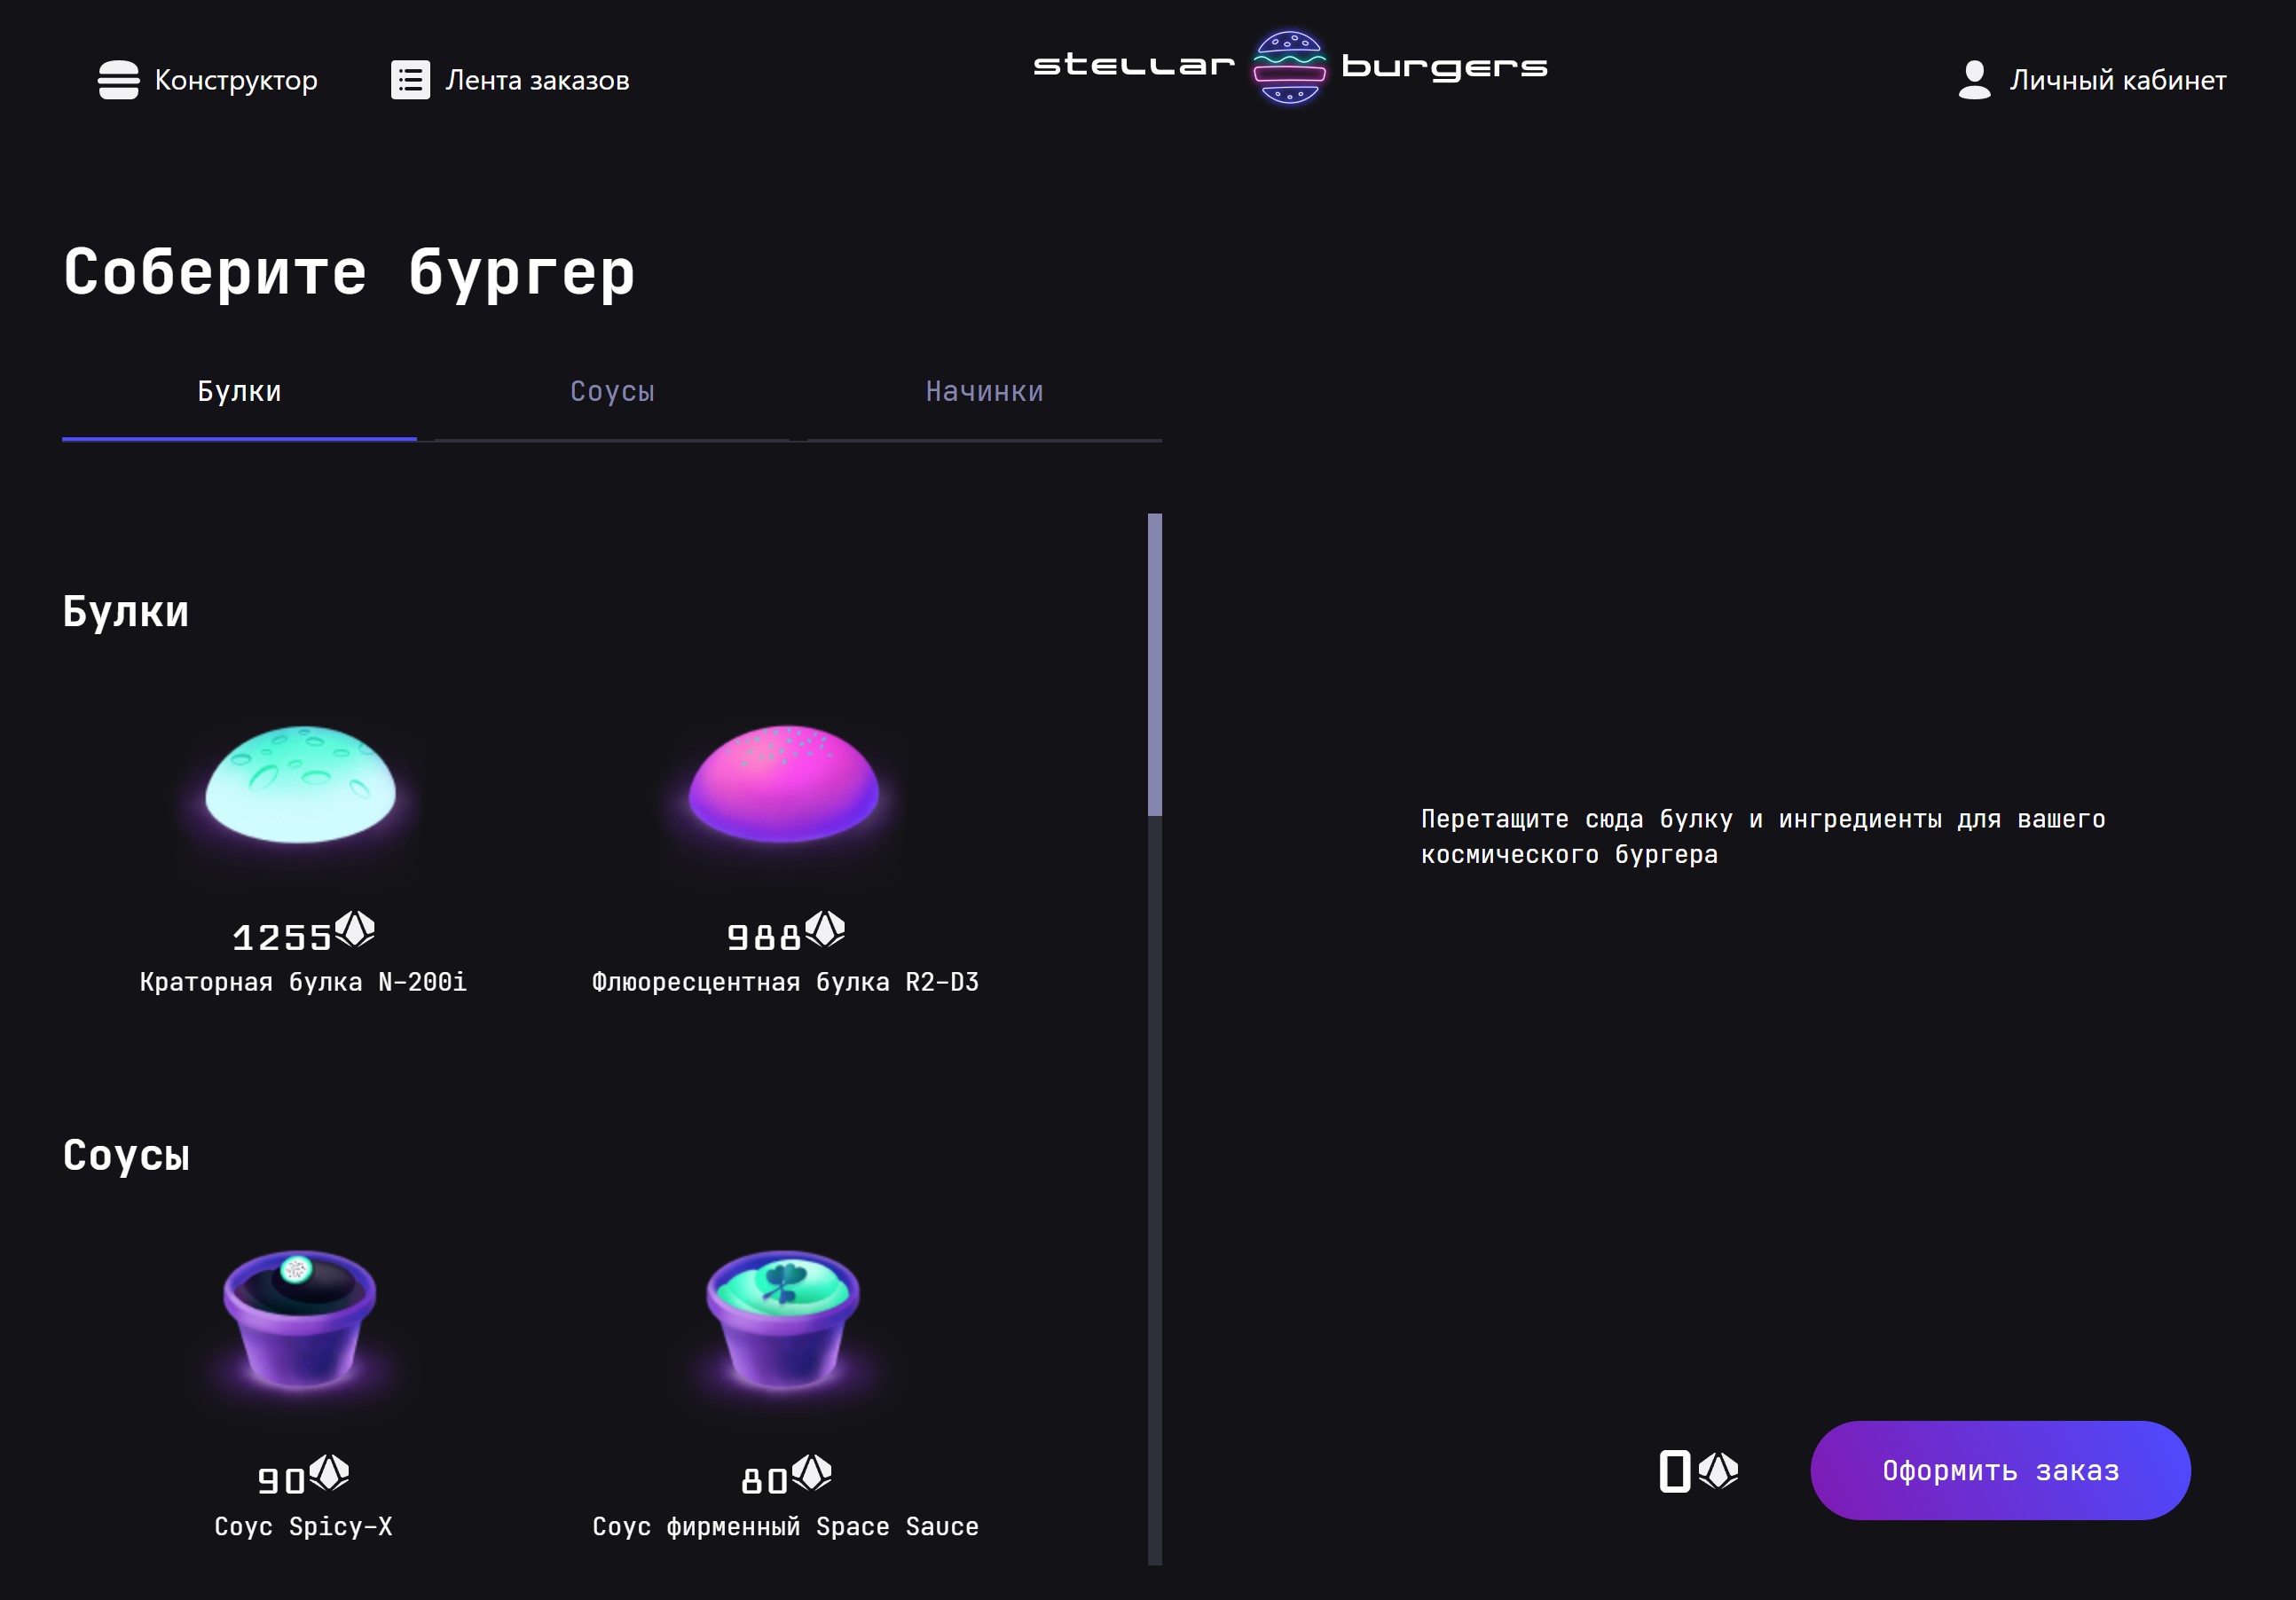 Конструктор
Лента заказов
stellar burgers
Личный кабинет
Соберите бургер
Булки
Соусы
Начинки
Булки
1255
988
Краторная булка N-200i
Флюоресцентная булка R2-D3
Перетащите сюда булку и ингредиенты для вашего
космического бургера
Соусы
90
80
Соус Spicy-X
Соус фирменный Space Sauce
0
Оформить заказ